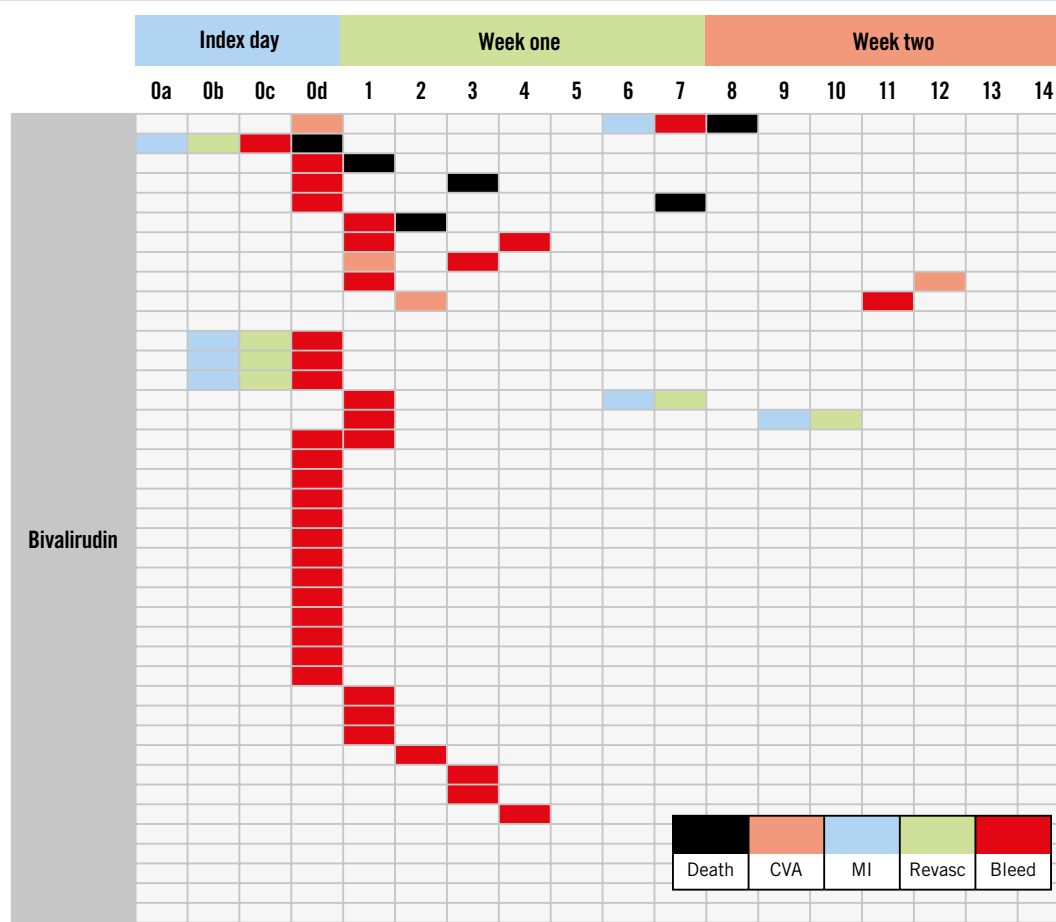 Index day Week one Week two
0a 0b 0c 0d 1 2 3 4 5 6 7 8 9 10 11 12 13 14
Bivalirudin
Death CVA MI Revasc Bleed